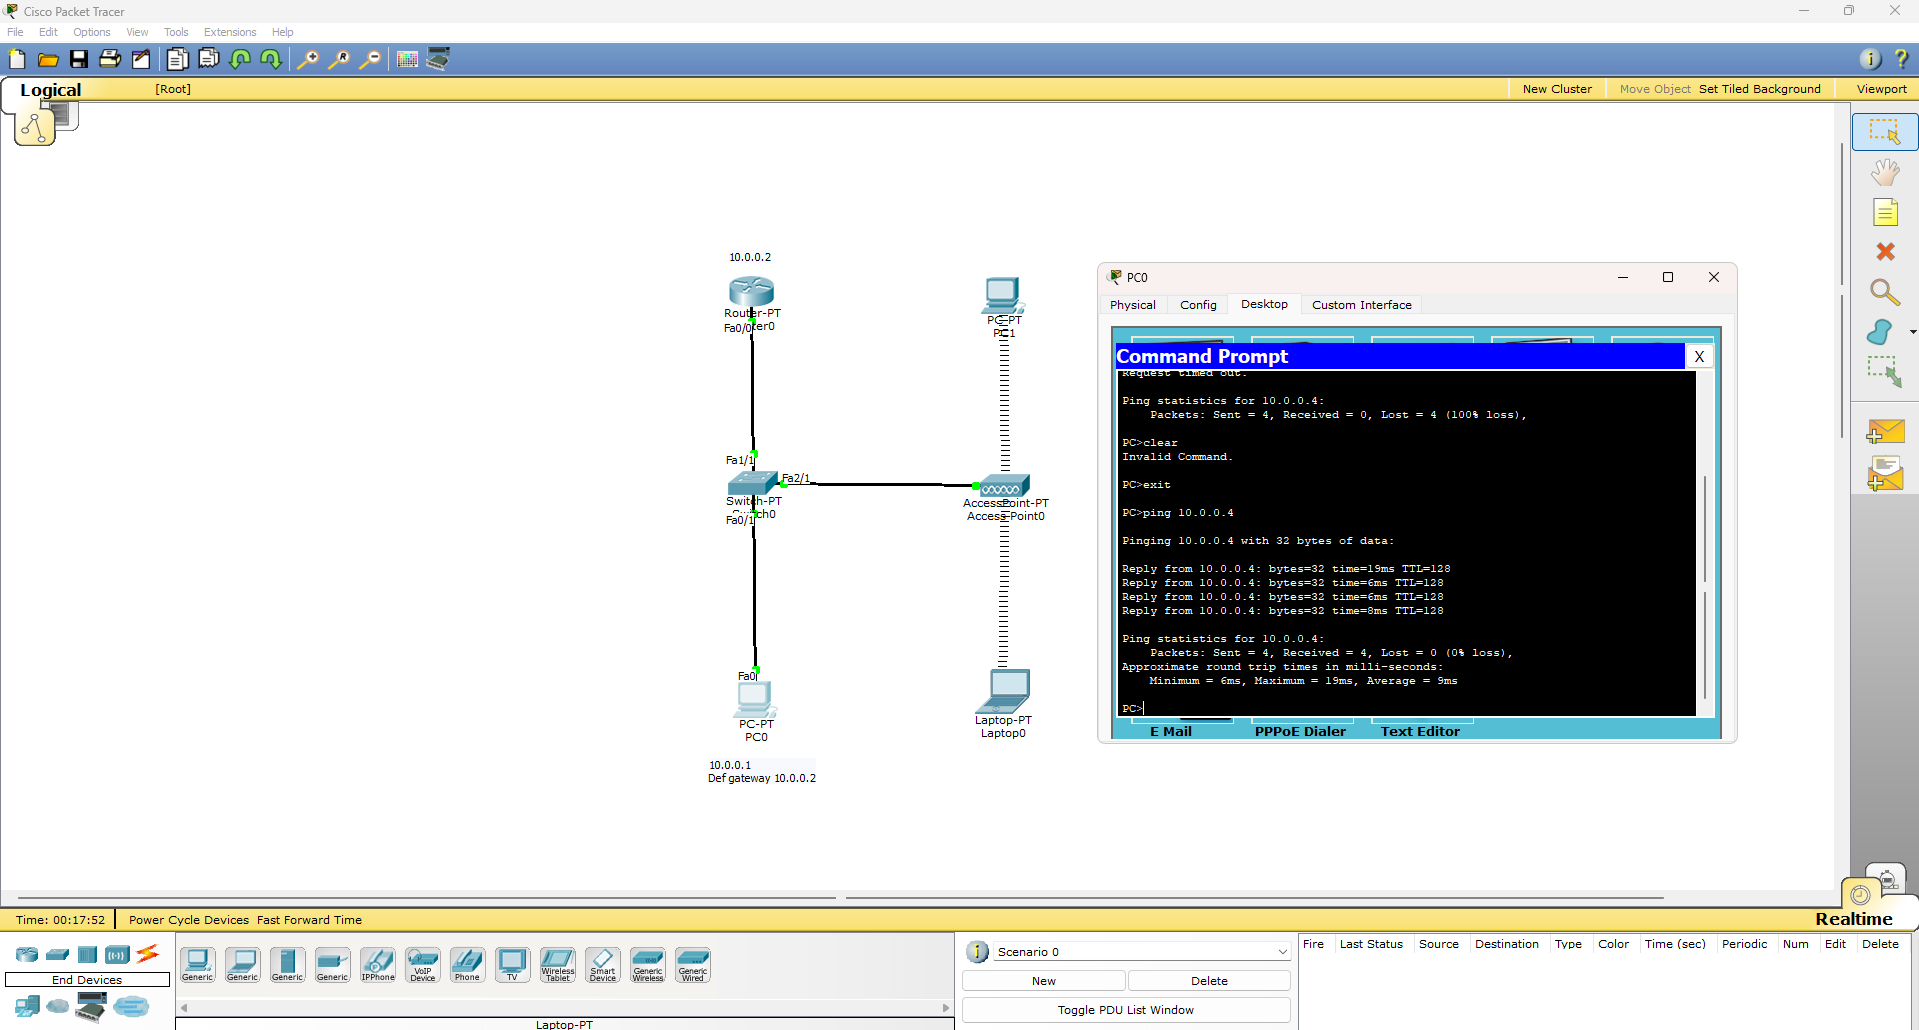 Cisco Packet Tracer
File Edit Options View Tools Extensions Help
Logical
[Root]
New Cluster
Move Object
Set Tiled Background
Viewport
10.0.0.2
Router-PT
Fa0/0
PC-PT
PC1
Fa1/1
Fa2/1
Switch-PT
Switch0
Fa0/1
AccessPoint-PT
Access Point0
Fa0
PC-PT
PC0
10.0.0.1
Def gateway 10.0.0.2
Laptop-PT
Laptop0
PC0
Physical Config Desktop Custom Interface
Command Prompt
X
Request timed out.
Ping statistics for 10.0.0.4:
Packets: Sent = 4, Received = 0, Lost = 4 (100% loss),
PC>clear
Invalid Command.
PC>exit
PC>ping 10.0.0.4
Pinging 10.0.0.4 with 32 bytes of data:
Reply from 10.0.0.4: bytes=32 time=19ms TTL=128
Reply from 10.0.0.4: bytes=32 time=6ms TTL=128
Reply from 10.0.0.4: bytes=32 time=6ms TTL=128
Reply from 10.0.0.4: bytes=32 time=8ms TTL=128
Ping statistics for 10.0.0.4:
Packets: Sent = 4, Received = 4, Lost = 0 (0% loss),
Approximate round trip times in milli-seconds:
Minimum = 6ms, Maximum = 19ms, Average = 9ms
PC>
E Mail PPPoE Dialer Text Editor
Time: 00:17:52
Power Cycle Devices Fast Forward Time
Realtime
End Devices
Generic
Generic
Generic
Generic
IPPhone
VoIP Device
Phone
TV
Wireless Tablet
Smart Device
Generic Wireless
Generic Wired
Laptop-PT
Scenario 0
New
Delete
Toggle PDU List Window
Fire Last Status Source Destination Type Color Time (sec) Periodic Num Edit Delete